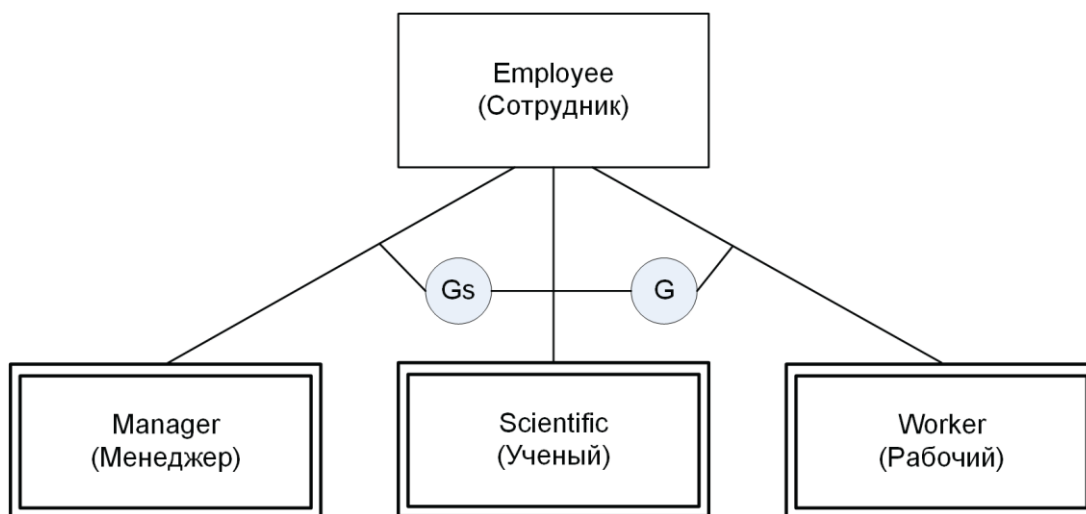 Employee
(Сотрудник)
Gs
G
Manager
(Менеджер)
Scientific
(Ученый)
Worker
(Рабочий)